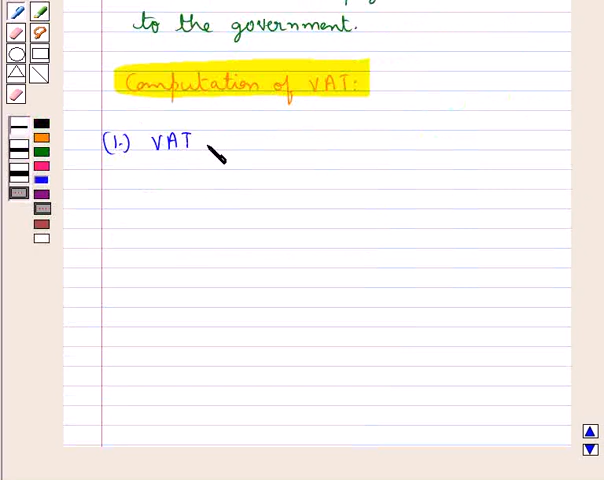 to the government.
Computation of VAT:
(1.) VAT